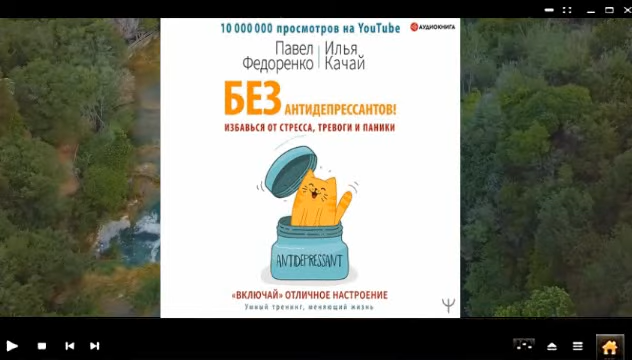 10 000 000 просмотров на YouTube
АУДИОКНИГА
Павел Федоренко
Илья Качай
БЕЗ АНТИДЕПРЕССАНТОВ!
ИЗБАВЬСЯ ОТ СТРЕССА, ТРЕВОГИ И ПАНИКИ
ANTIDEPRESSANT
«ВКЛЮЧАЙ» ОТЛИЧНОЕ НАСТРОЕНИЕ
Умный тренинг, меняющий жизнь